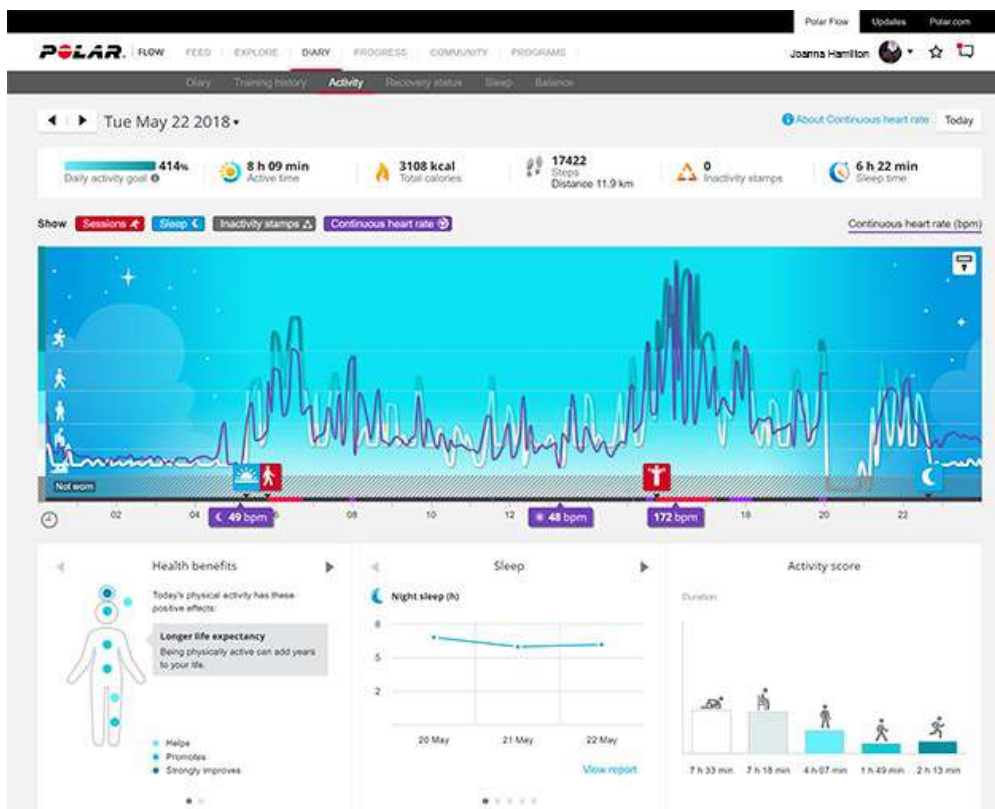 Polar Flow Updates Polar.com
POLAR. FLOW FEED EXPLORE DIARY PROGRESS COMMUNITY PROGRAMS Joanna Hamilton
Diary Training history Activity Recovery status Sleep Balance
Tue May 22 2018 About Continuous heart rate Today
414% 8 h 09 min 3108 kcal 17422 0 6 h 22 min
Daily activity goal Active time Total calories Steps Inactivity stamps Sleep time
Distance 11.9 km
Show Sessions Sleep Inactivity stamps Continuous heart rate Continuous heart rate (bpm)
Not worn
02 04 06 08 10 12 16 18 20 22
49 bpm 48 bpm 172 bpm
Health benefits
Today's physical activity has these
positive effects:
Longer life expectancy
Being physically active can add years
to your life.
Helps
Promotes
Strongly improves
Sleep
Night sleep (h)
8
5
2
20 May 21 May 22 May
View report
Activity score
Duration
7 h 33 min 7 h 18 min 4 h 07 min 1 h 49 min 2 h 13 min